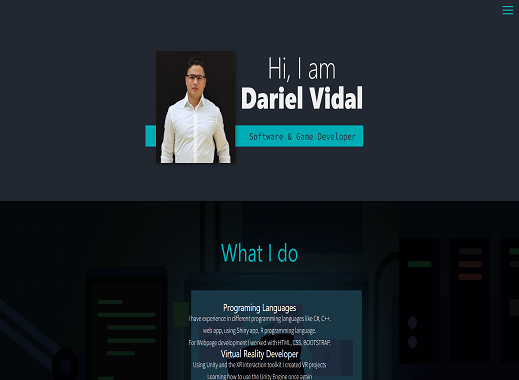 Hi, I am
Dariel Vidal
Software & Game Developer
What I do
Programing Languages
I have experience in different programming languages like C#, C++.
web app, using Shiny app, R programming language.
For Webpage development I worked with HTML, CSS, BOOTSTRAP.
Virtual Reality Developer
Using Unity and the XR interaction toolkit I created VR projects
Learning how to use the Unity Engine once again